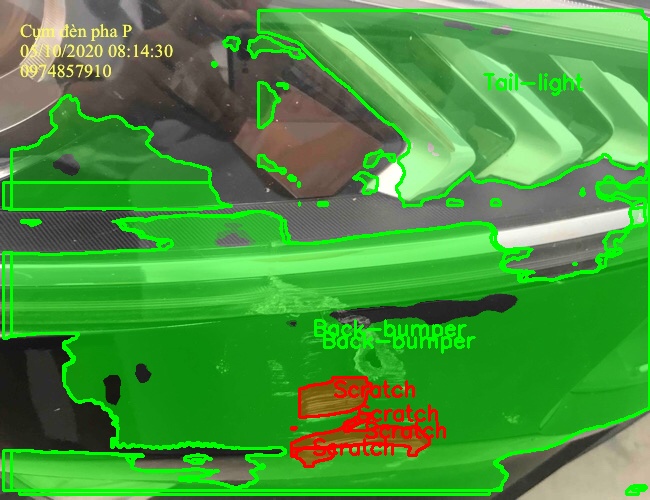 Cụm đèn pha P
05/10/2020 08:14:30
0974857910
Tail-light
Back-bumper
Back-bumper
Scratch
Scratch
Scratch
Scratch